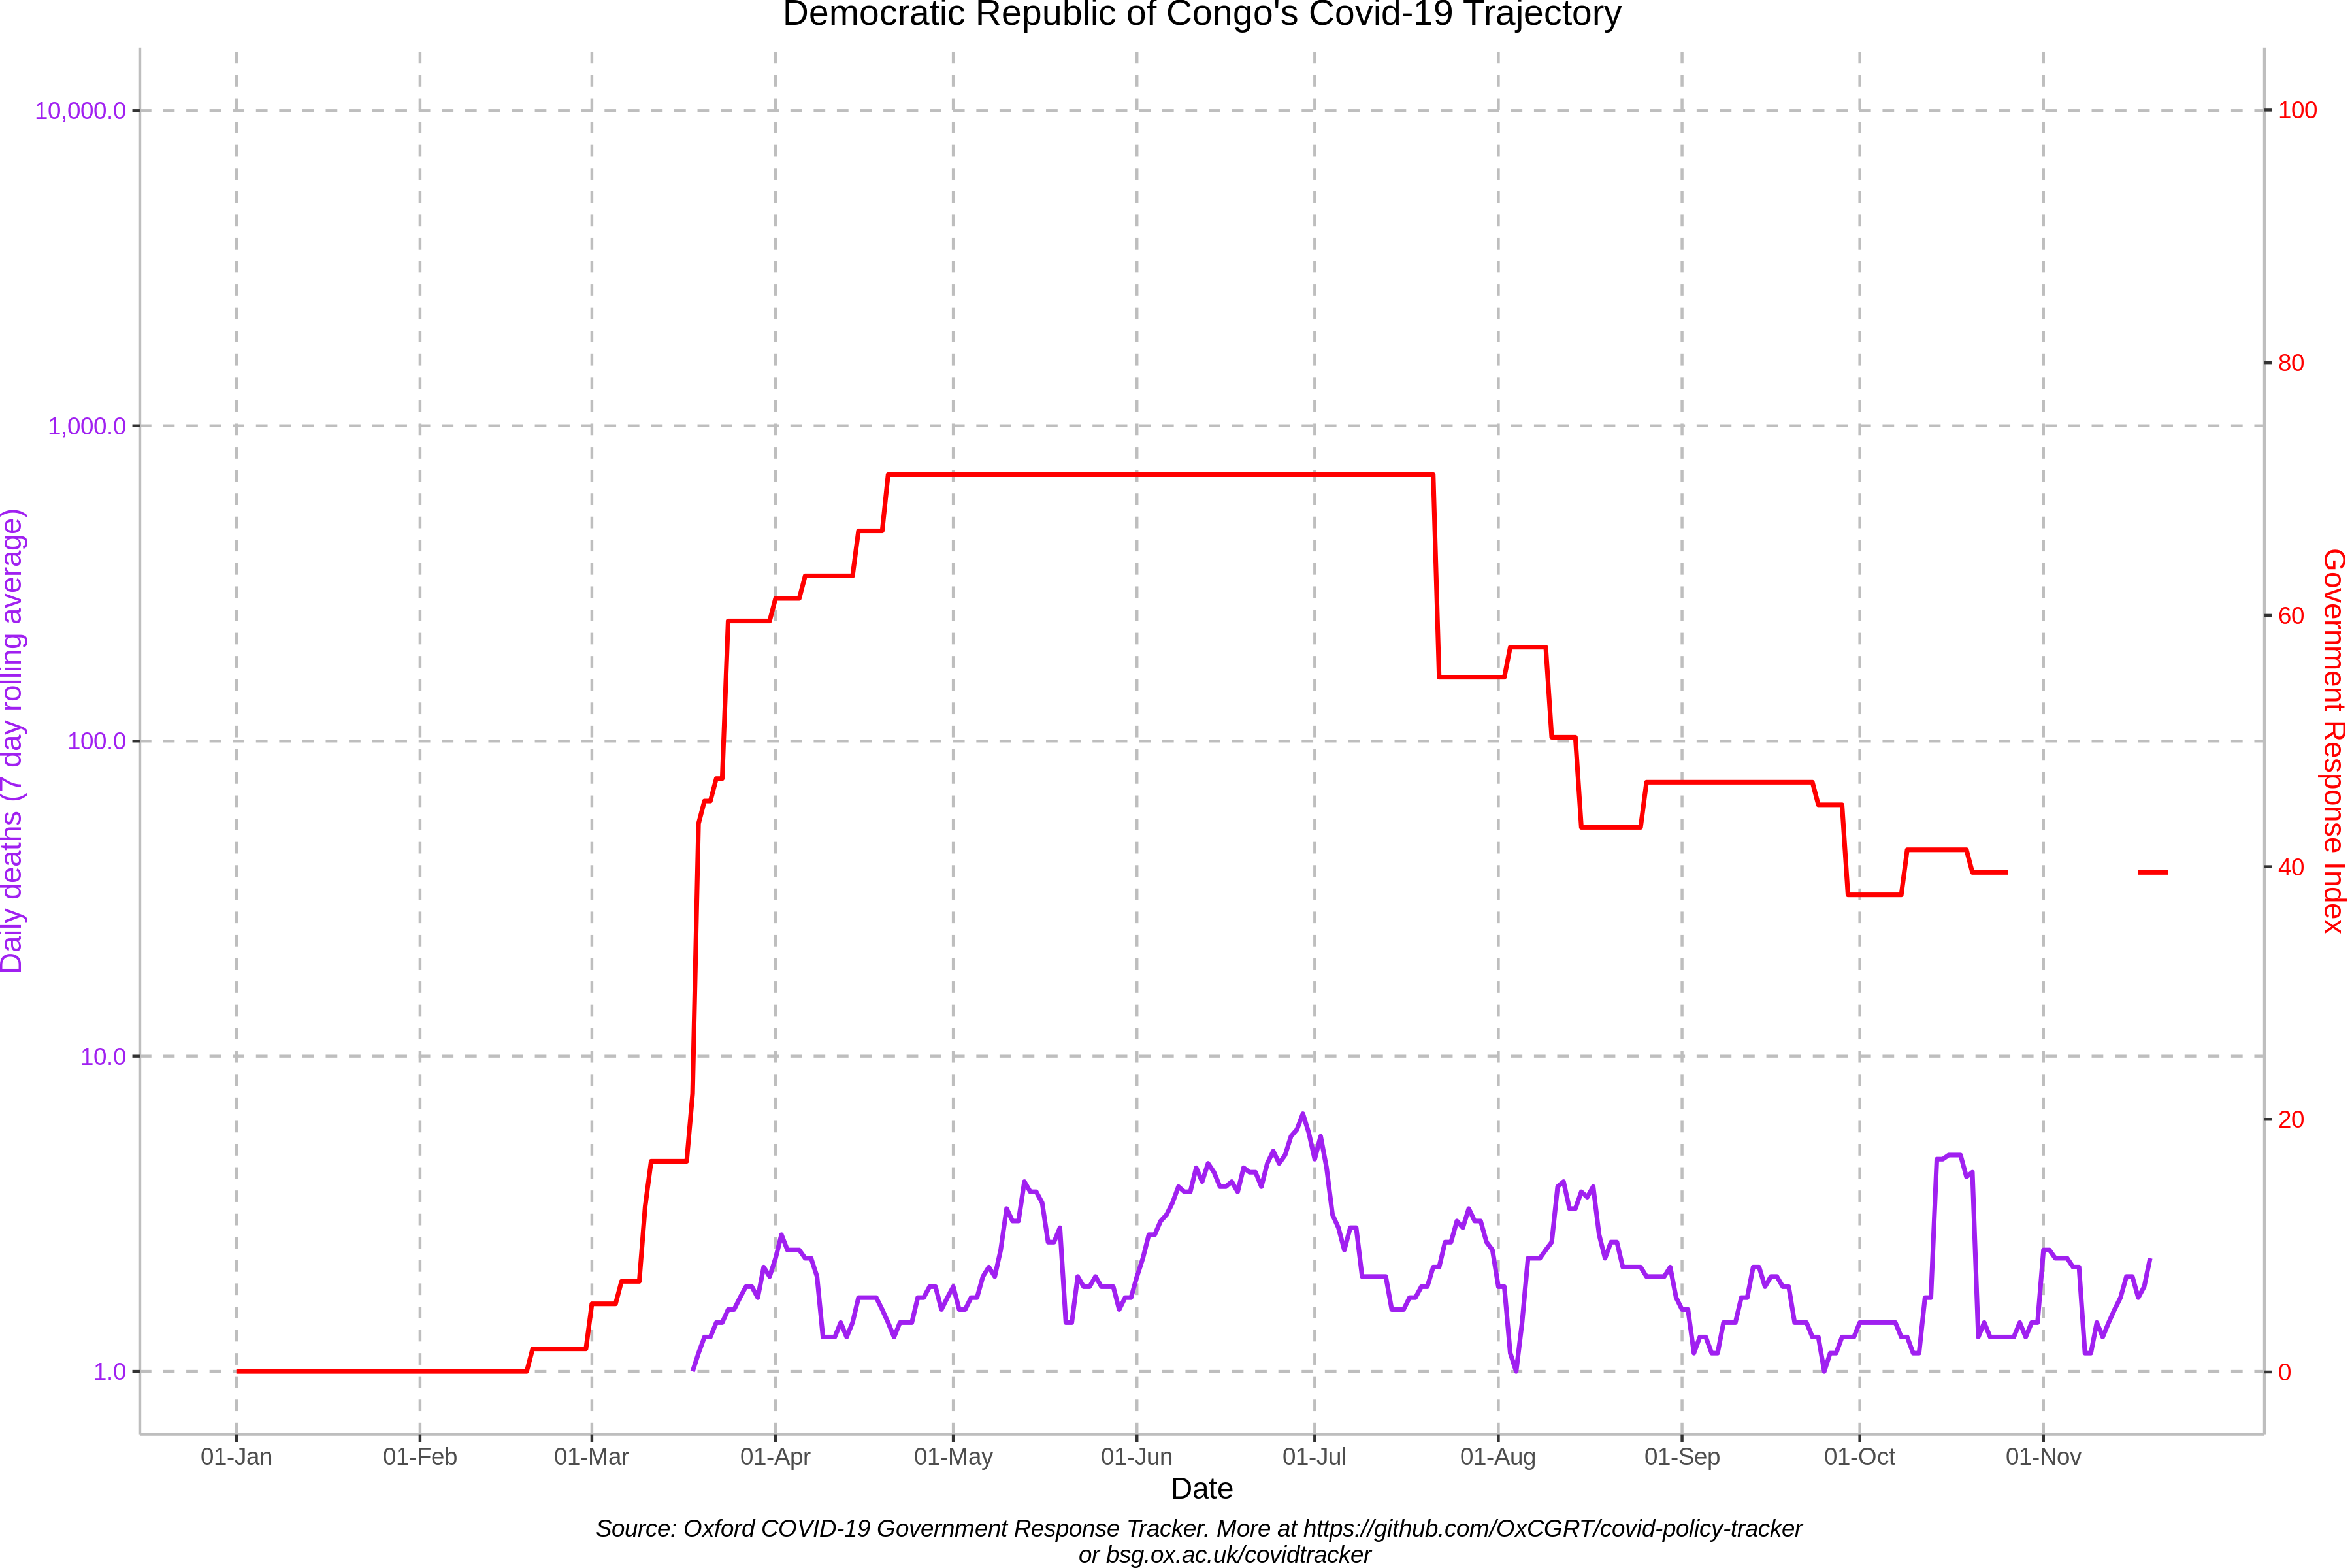 Democratic Republic of Congo's Covid-19 Trajectory
10,000.0
1,000.0
100.0
10.0
1.0
Daily deaths (7 day rolling average)
100
80
60
40
20
0
Government Response Index
01-Jan
01-Feb
01-Mar
01-Apr
01-May
01-Jun
01-Jul
01-Aug
01-Sep
01-Oct
01-Nov
Date
Source: Oxford COVID-19 Government Response Tracker. More at https://github.com/OxCGRT/covid-policy-tracker
or bsg.ox.ac.uk/covidtracker